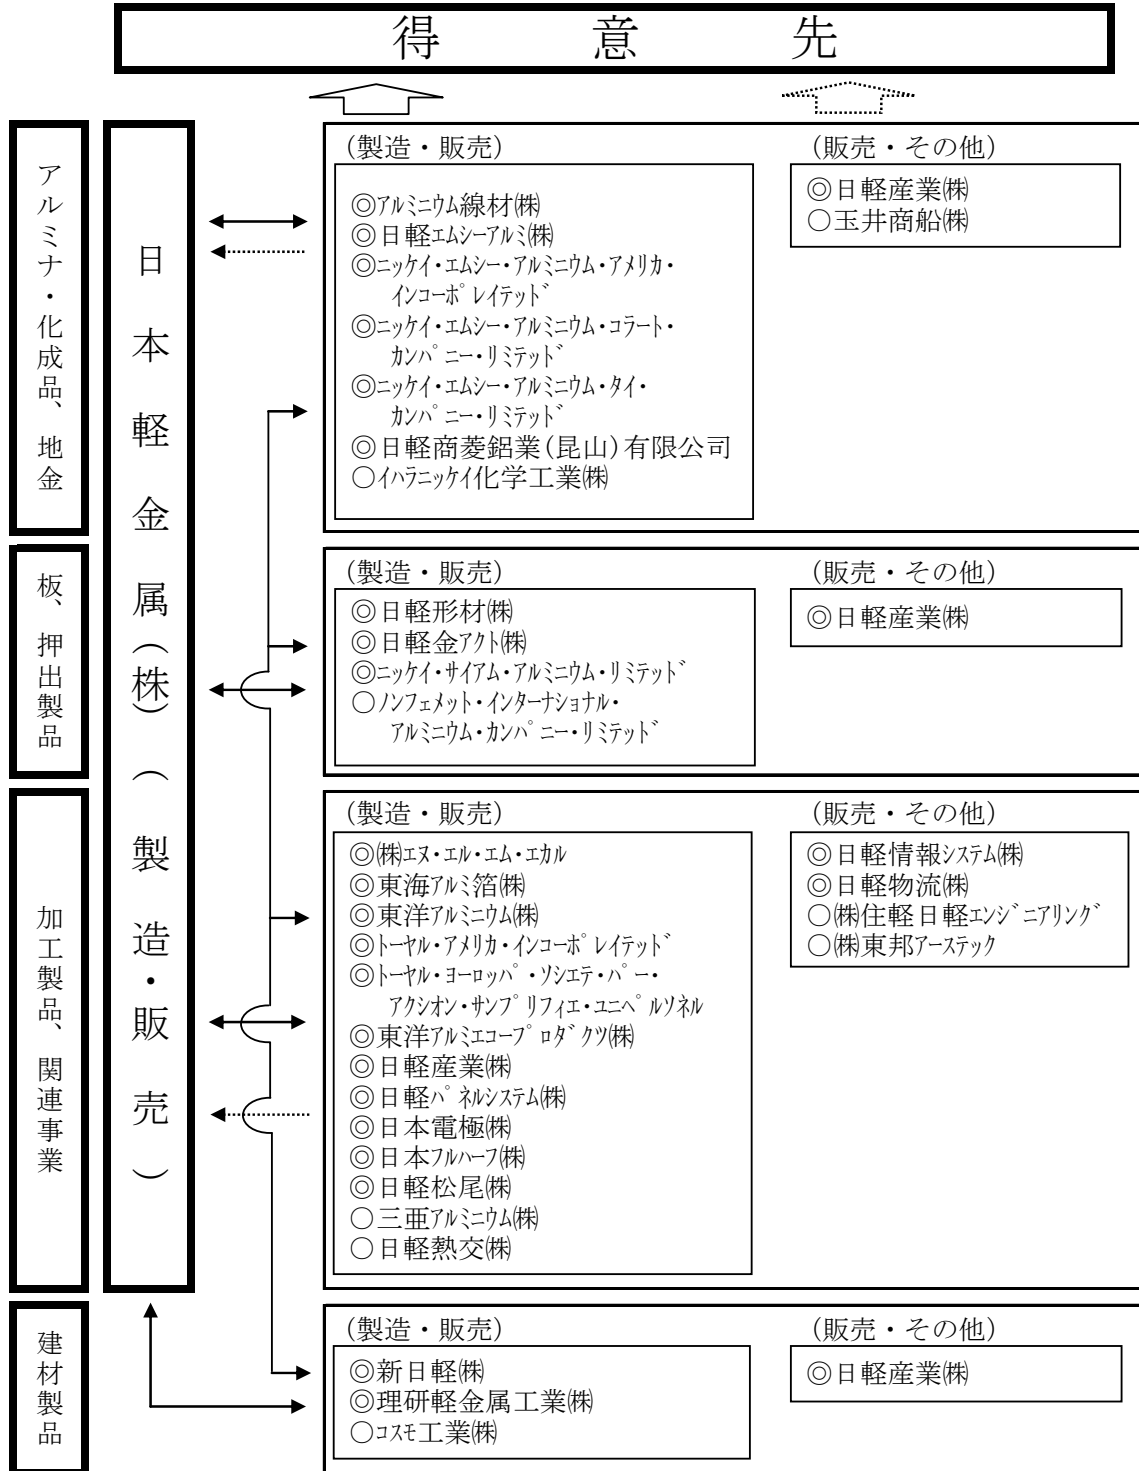 得意先
アルミナ・化成品、地金
日本軽金属(株)(製造・販売)
(製造・販売)
◎アルミニウム線材㈱
◎日軽エムシーアルミ㈱
◎ニッケイ・エムシー・アルミニウム・アメリカ・
インコーポレイテッド
◎ニッケイ・エムシー・アルミニウム・コラート・
カンパニー・リミテッド
◎ニッケイ・エムシー・アルミニウム・タイ・
カンパニー・リミテッド
◎日軽商菱鋁業(昆山)有限公司
○イハラニッケイ化学工業㈱
(販売・その他)
◎日軽産業㈱
○玉井商船㈱
板、押出製品
(製造・販売)
◎日軽形材㈱
◎日軽金アクト㈱
◎ニッケイ・サイアム・アルミニウム・リミテッド
○ノンフェメット・インターナショナル・
アルミニウム・カンパニー・リミテッド
(販売・その他)
◎日軽産業㈱
加工製品、関連事業
(製造・販売)
◎㈱エヌ・エル・エム・エカル
◎東海アルミ箔㈱
◎東洋アルミニウム㈱
◎トーヤル・アメリカ・インコーポレイテッド
◎トーヤル・ヨーロッパ・ソシエテ・パー・
アクシオン・サンプリフィエ・ユニペルソネル
◎東洋アルミエコープロダクツ㈱
◎日軽産業㈱
◎日軽パネルシステム㈱
◎日本電極㈱
◎日本フルハーフ㈱
◎日軽松尾㈱
○三亜アルミニウム㈱
○日軽熱交㈱
(販売・その他)
◎日軽情報システム㈱
◎日軽物流㈱
○㈱住軽日軽エンジニアリング
○㈱東邦アーステック
建材製品
(製造・販売)
◎新日軽㈱
◎理研軽金属工業㈱
○コスモ工業㈱
(販売・その他)
◎日軽産業㈱